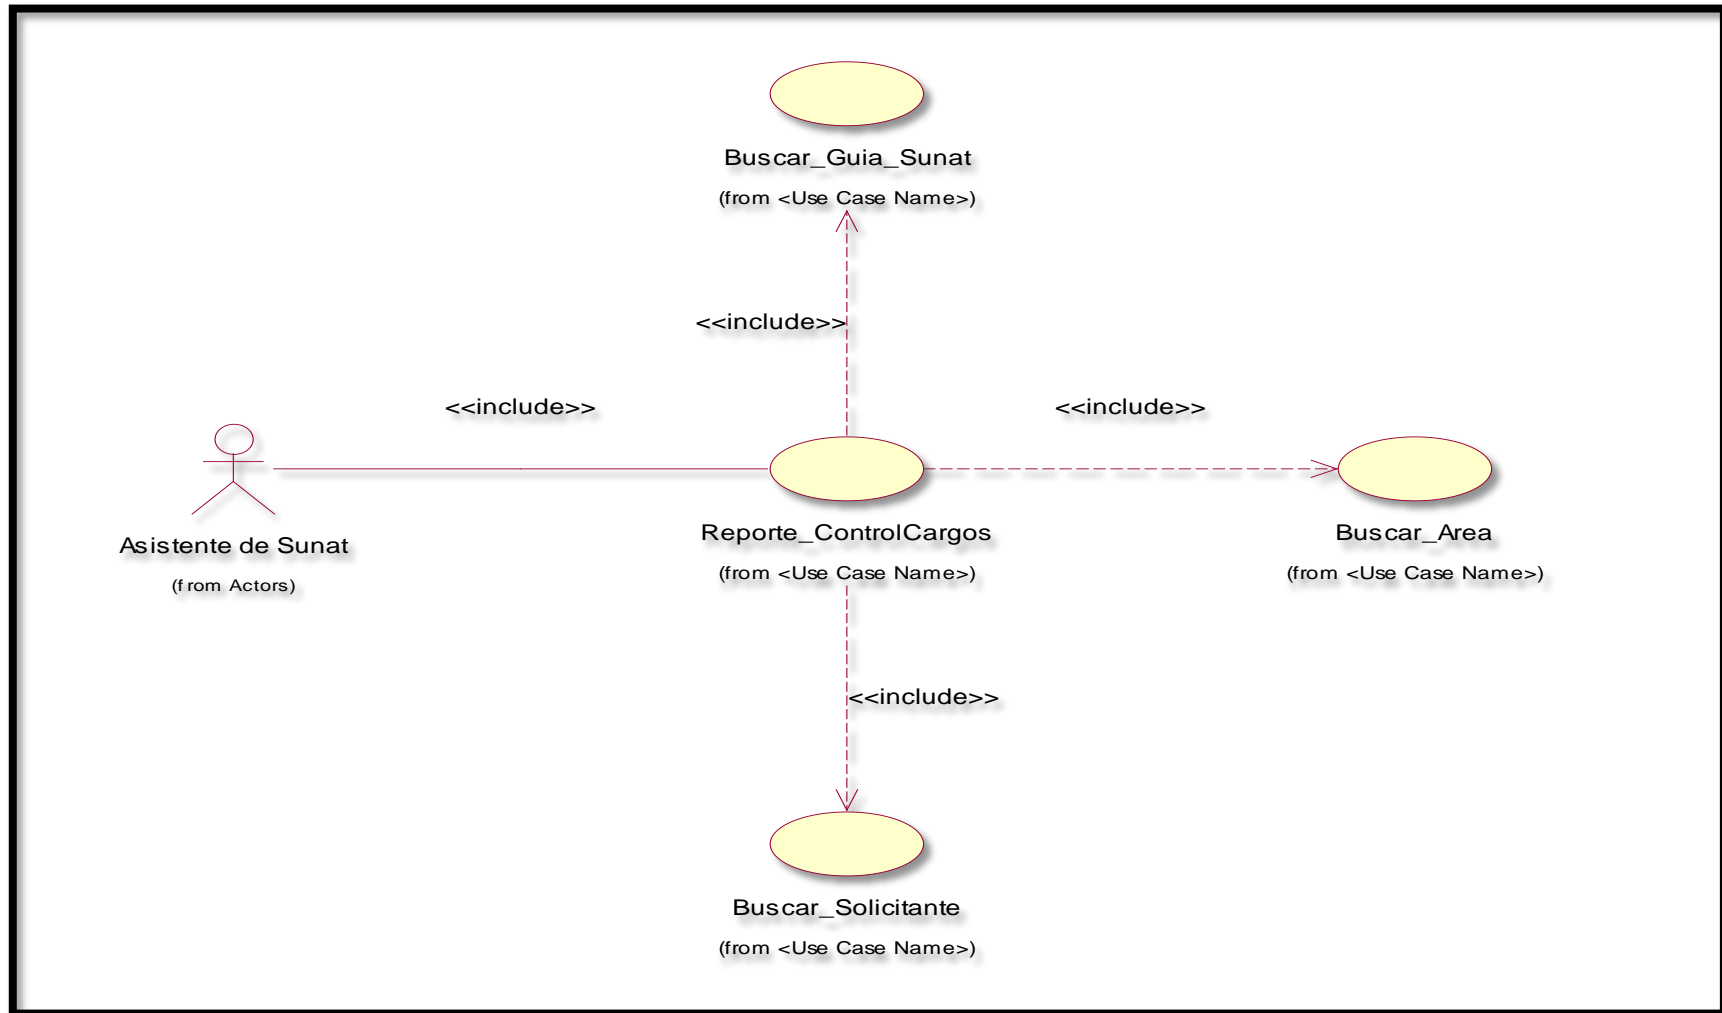 Buscar_Guia_Sunat
(from <Use Case Name>)
<<include>>
<<include>>
<<include>>
Asistente de Sunat
(from Actors)
Reporte_ControlCargos
(from <Use Case Name>)
Buscar_Area
(from <Use Case Name>)
<<include>>
Buscar_Solicitante
(from <Use Case Name>)